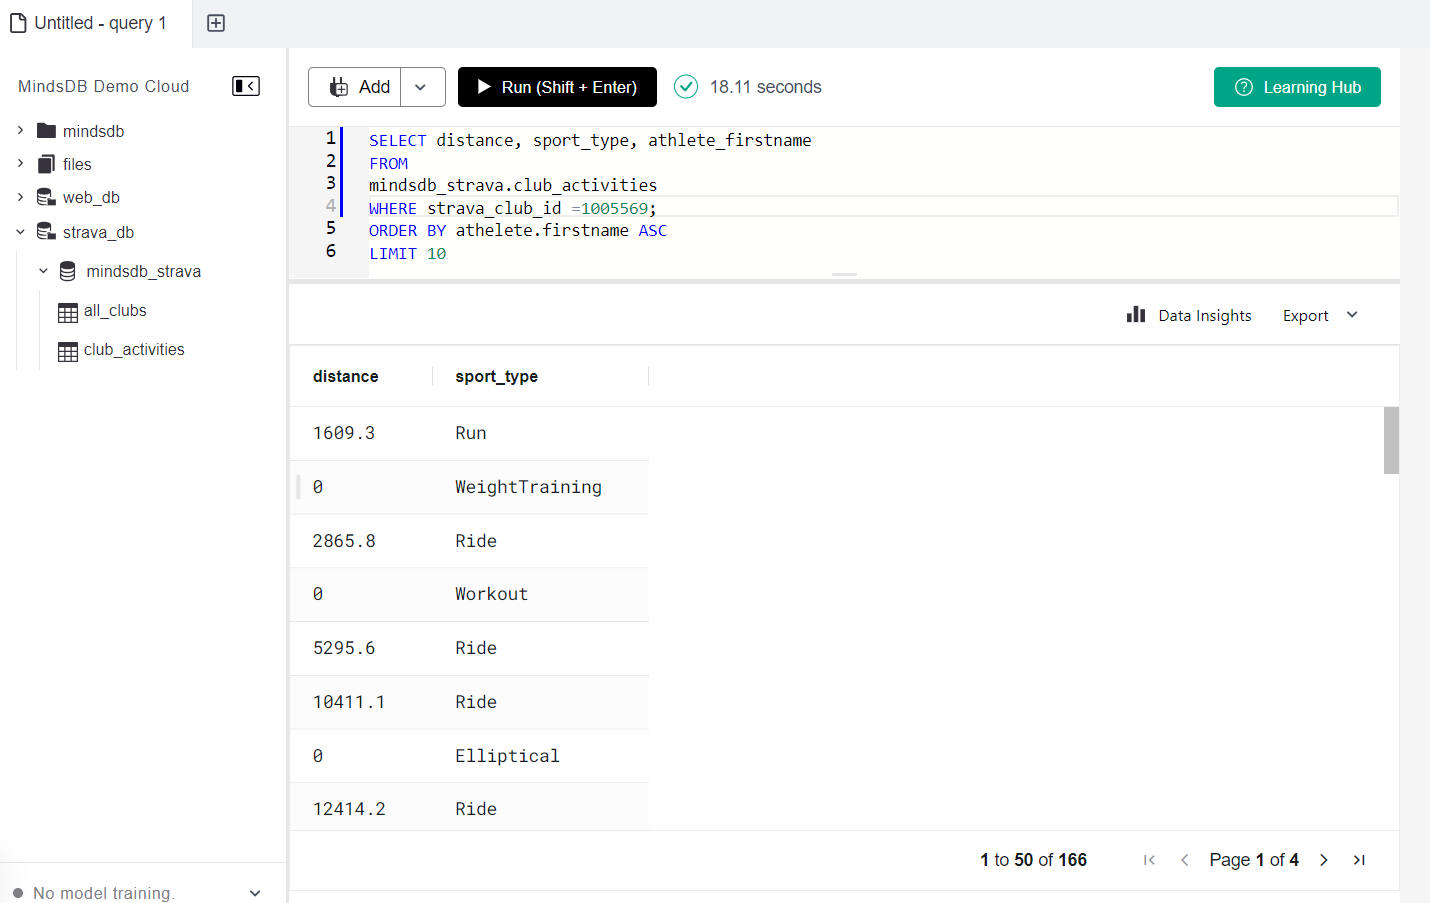 Untitled - query 1
MindsDB Demo Cloud
mindsdb
files
web_db
strava_db
mindsdb_strava
all_clubs
club_activities
No model training.
Add
Run (Shift + Enter)
18.11 seconds
Learning Hub
1 SELECT distance, sport_type, athlete_firstname
2 FROM
3 mindsdb_strava.club_activities
4 WHERE strava_club_id =1005569;
5 ORDER BY athelete.firstname ASC
6 LIMIT 10
Data Insights Export
distance sport_type
1609.3 Run
0 WeightTraining
2865.8 Ride
0 Workout
5295.6 Ride
10411.1 Ride
0 Elliptical
12414.2 Ride
1 to 50 of 166 Page 1 of 4